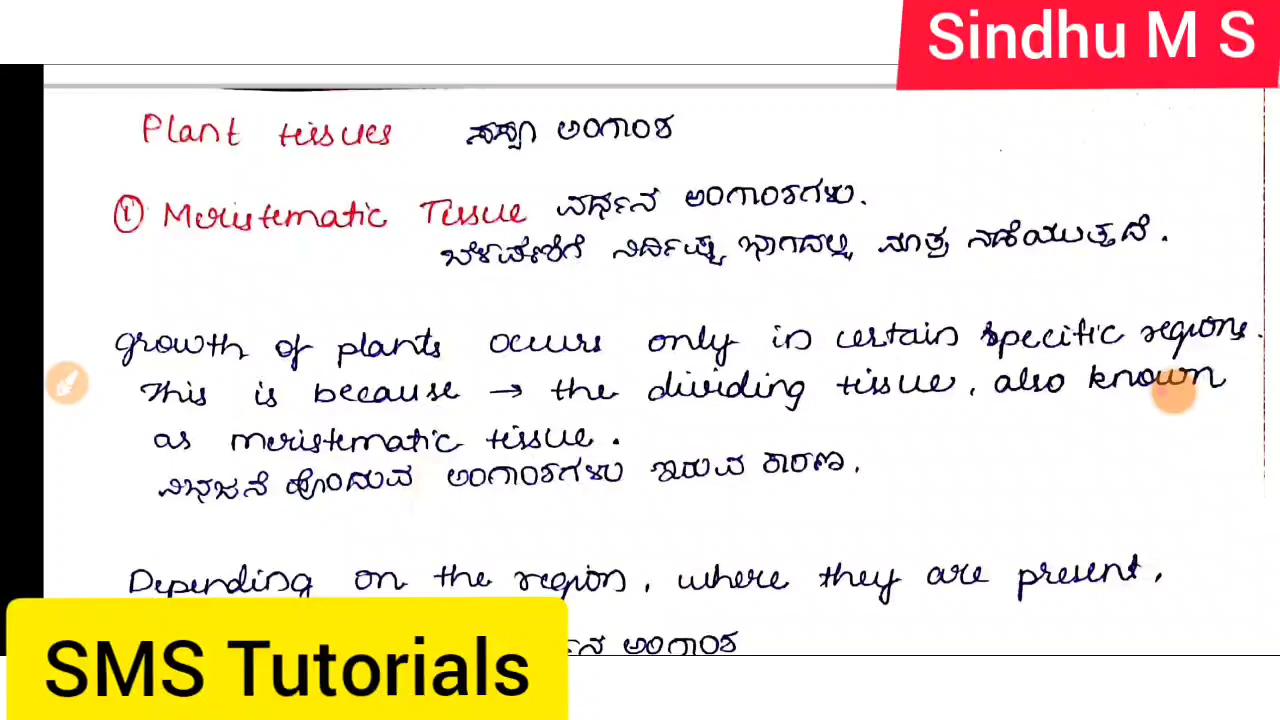 Sindhu M S
Plant tissues ಸಸ್ಯ ಅಂಗಾಂಶ
① Meristematic Tissue ವರ್ಧನ ಅಂಗಾಂಶಗಳು.
ಬೆಳವಣಿಗೆ ನಿರ್ದಿಷ್ಟ ಭಾಗದಲ್ಲಿ ಮಾತ್ರ ನಡೆಯುತ್ತದೆ.
growth of plants occurs only in certain specific regions.
This is because → the dividing tissue, also known
as meristematic tissue.
ವಿಭಜನೆ ಹೊಂದುವ ಅಂಗಾಂಶಗಳು ಇರುವ ಕಾರಣ.
Depending on the region, where they are present,
ಅಂಗಾಂಶ
SMS Tutorials